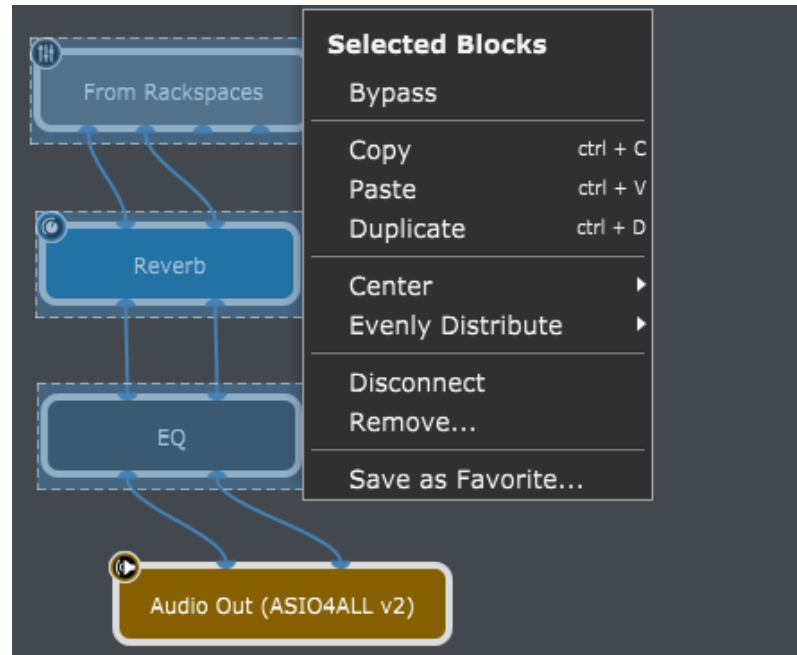 Selected Blocks
From Rackspaces
Bypass
Copy ctrl + C
Paste ctrl + V
Duplicate ctrl + D
Reverb
Center
Evenly Distribute
Disconnect
Remove...
EQ
Save as Favorite...
Audio Out (ASIO4ALL v2)